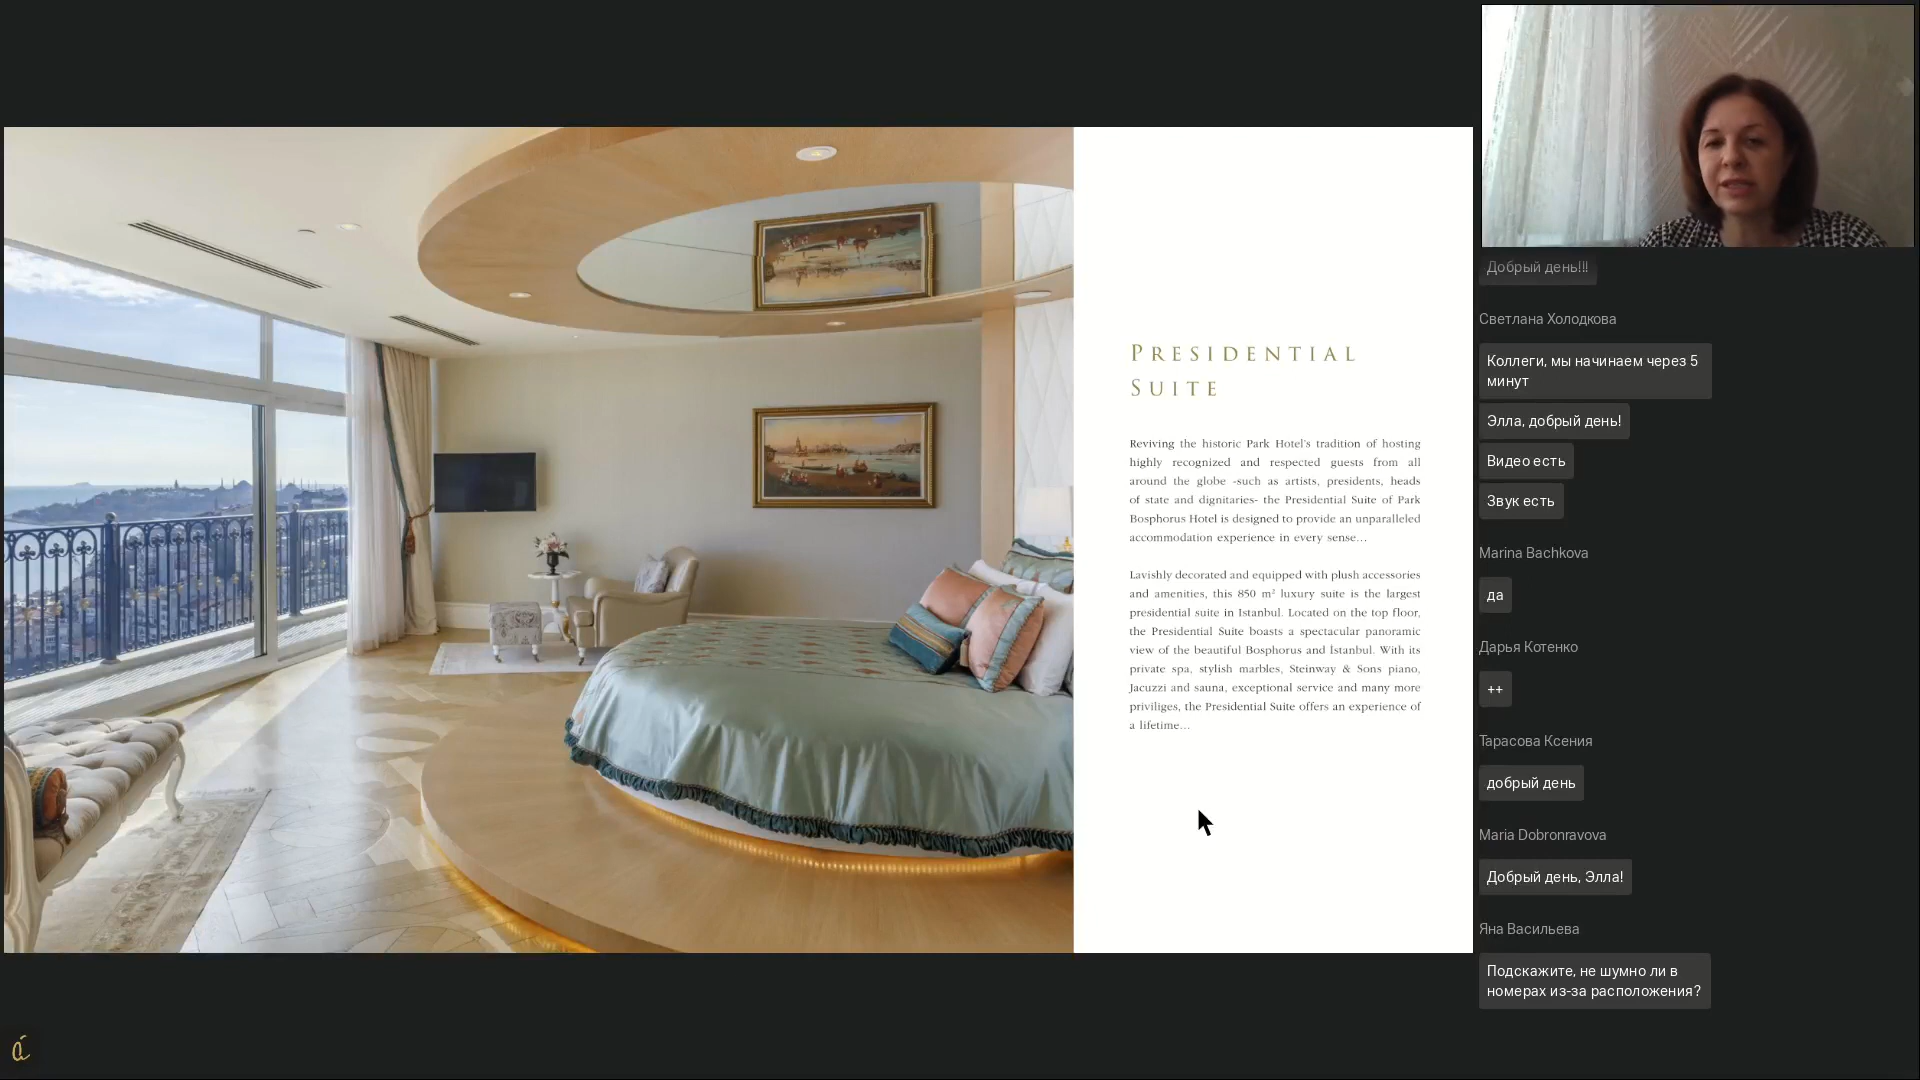 PRESIDENTIAL
SUITE
Reviving the historic Park Hotel's tradition of hosting
highly recognized and respected guests from all
around the globe -such as artists, presidents, heads
of state and dignitaries- the Presidential Suite of Park
Bosphorus Hotel is designed to provide an unparalleled
accommodation experience in every sense...
Lavishly decorated and equipped with plush accessories
and amenities, this 850 m² luxury suite is the largest
presidential suite in Istanbul. Located on the top floor,
the Presidential Suite boasts a spectacular panoramic
view of the beautiful Bosphorus and İstanbul. With its
private spa, stylish marbles, Steinway & Sons piano,
Jacuzzi and sauna, exceptional service and many more
priviliges, the Presidential Suite offers an experience of
a lifetime...
á
Добрый день!!!
Светлана Холодкова
Коллеги, мы начинаем через 5
минут
Элла, добрый день!
Видео есть
Звук есть
Marina Bachkova
да
Дарья Котенко
++
Тарасова Ксения
добрый день
Maria Dobronravova
Добрый день, Элла!
Яна Васильева
Подскажите, не шумно ли в
номерах из-за расположения?